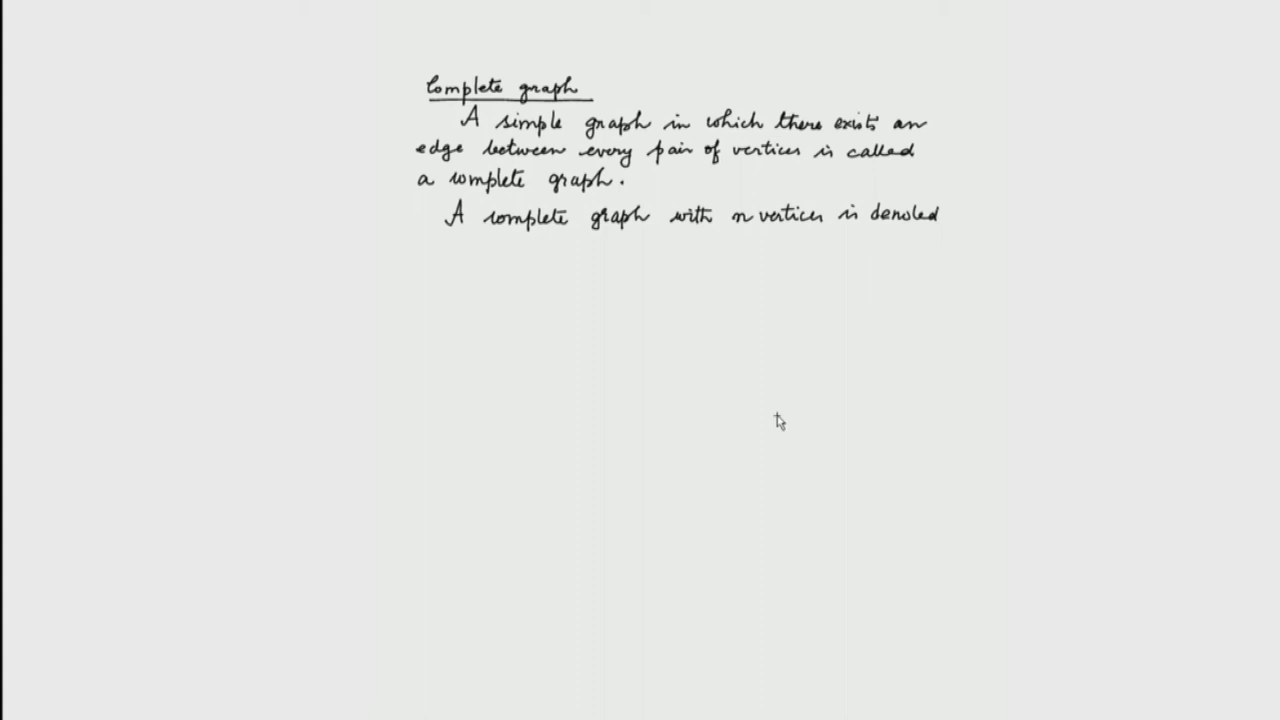 Complete graph
A simple graph in which there exists an
edge between every pair of vertices is called
a complete graph.
A complete graph with n vertices is denoted